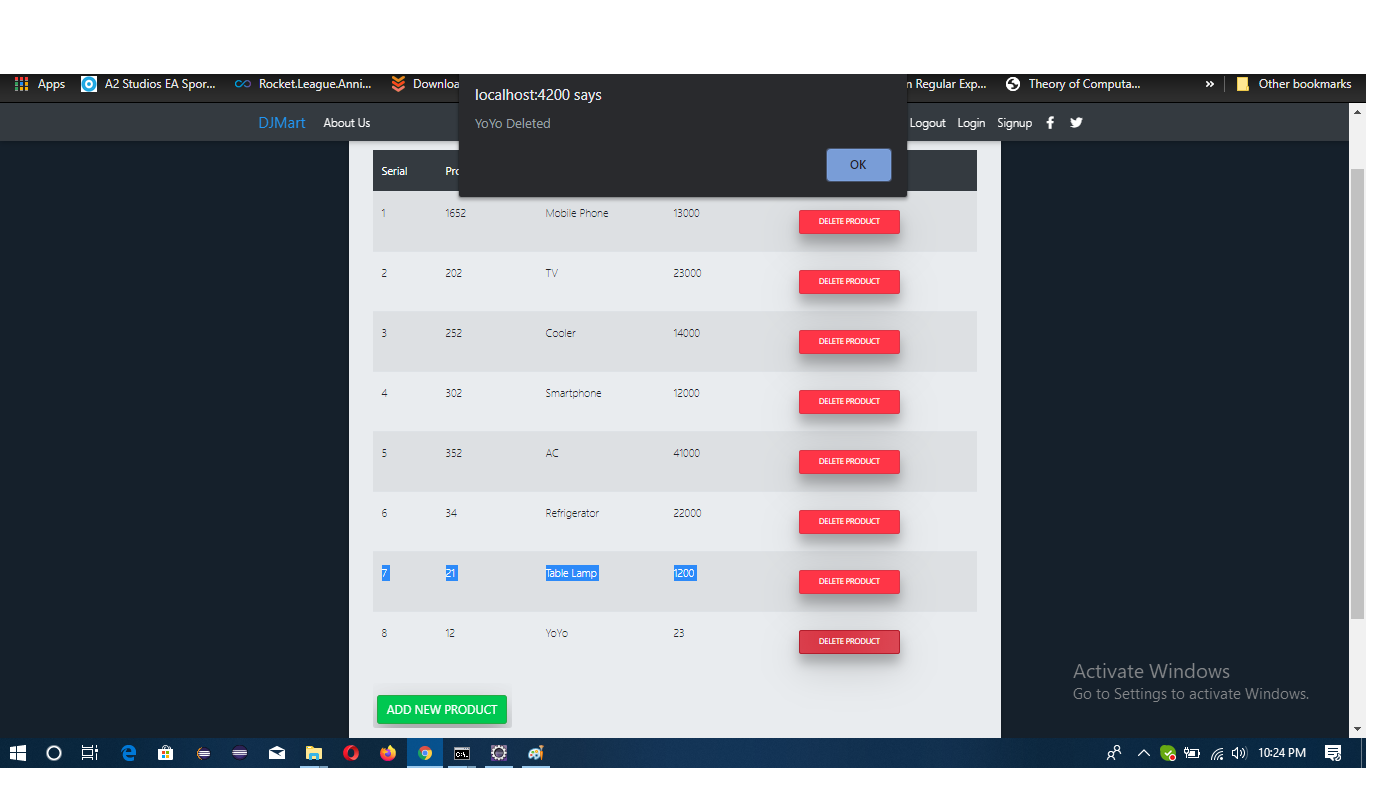 Apps A2 Studios EA Spor... Rocket.League.Anni... Downloa n Regular Exp... Theory of Computa... » Other bookmarks
localhost:4200 says
YoYo Deleted
OK
DJMart About Us Logout Login Signup
Serial Pro
1 1652 Mobile Phone 13000 DELETE PRODUCT
2 202 TV 23000 DELETE PRODUCT
3 252 Cooler 14000 DELETE PRODUCT
4 302 Smartphone 12000 DELETE PRODUCT
5 352 AC 41000 DELETE PRODUCT
6 34 Refrigerator 22000 DELETE PRODUCT
7 21 Table Lamp 1200 DELETE PRODUCT
8 12 YoYo 23 DELETE PRODUCT
ADD NEW PRODUCT
Activate Windows
Go to Settings to activate Windows.
10:24 PM